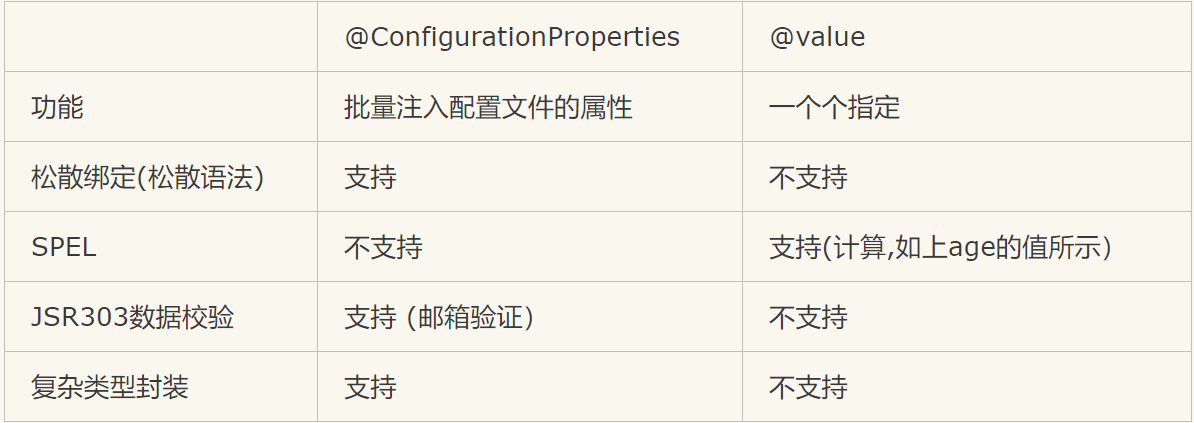 @ConfigurationProperties @value
功能 批量注入配置文件的属性 一个个指定
松散绑定(松散语法) 支持 不支持
SPEL 不支持 支持(计算,如上age的值所示)
JSR303数据校验 支持 (邮箱验证) 不支持
复杂类型封装 支持 不支持